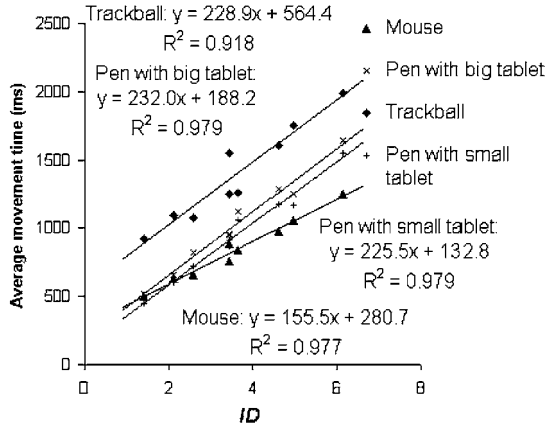 Trackball: y = 228.9x + 564.4
R² = 0.918
Pen with big tablet:
y = 232.0x + 188.2
R² = 0.979
Mouse
Pen with big tablet
Trackball
Pen with small
tablet
Pen with small tablet:
y = 225.5x + 132.8
R² = 0.979
Mouse: y = 155.5x + 280.7
R² = 0.977
Average movement time (ms)
2500
2000
1500
1000
500
0
0 2 4 6 8
ID